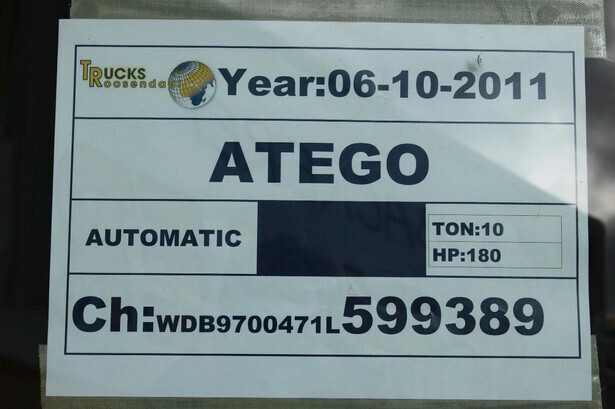 TRUCKS
Roosendaal
Year:06-10-2011
ATEGO
AUTOMATIC
TON:10
HP:180
Ch:WDB9700471L599389